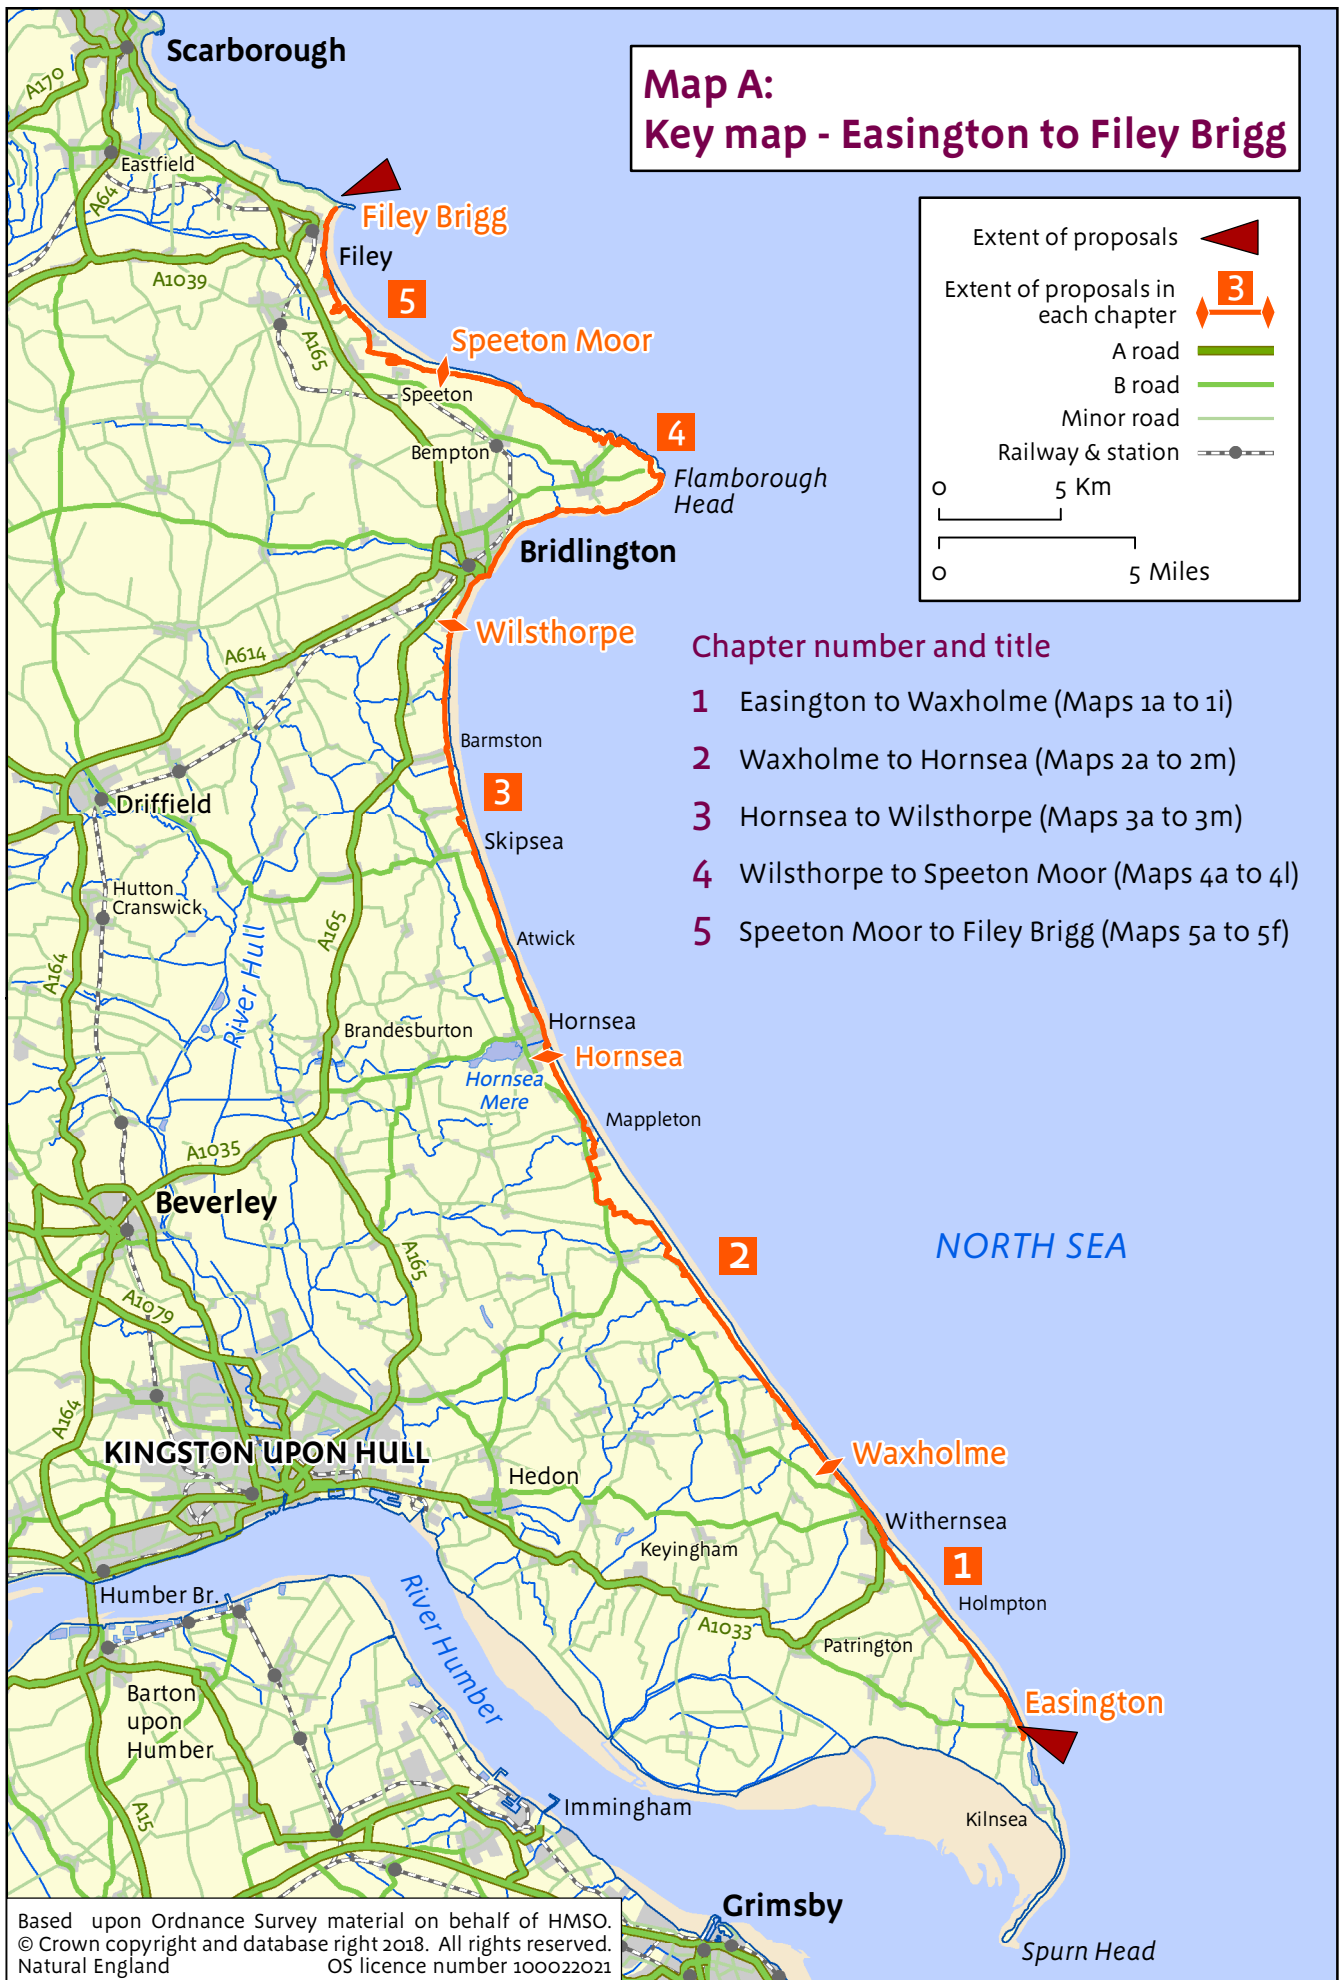 Map A:
Key map - Easington to Filey Brigg
Extent of proposals
Extent of proposals in
each chapter
3
A road
B road
Minor road
Railway & station
0 5 Km
0 5 Miles
Chapter number and title
1 Easington to Waxholme (Maps 1a to 1i)
2 Waxholme to Hornsea (Maps 2a to 2m)
3 Hornsea to Wilsthorpe (Maps 3a to 3m)
4 Wilsthorpe to Speeton Moor (Maps 4a to 4l)
5 Speeton Moor to Filey Brigg (Maps 5a to 5f)
Scarborough
A170
Eastfield
A64
Filey Brigg
Filey
A1039
5
A165
Speeton Moor
Speeton
4
Bempton
Flamborough
Head
Bridlington
Wilsthorpe
A614
Barmston
3
Driffield
Skipsea
Hutton
Cranswick
A165
River Hull
Atwick
A164
Hornsea
Brandesburton
Hornsea
Hornsea
Mere
Mappleton
A1035
Beverley
NORTH SEA
2
A165
A1079
A164
KINGSTON UPON HULL
Waxholme
Hedon
Withernsea
Keyingham
1
Humber Br.
Holmpton
River Humber
A1033
Patrington
Barton
upon
Humber
Easington
A15
Immingham
Kilnsea
Grimsby
Spurn Head
Based upon Ordnance Survey material on behalf of HMSO.
© Crown copyright and database right 2018. All rights reserved.
Natural England OS licence number 100022021